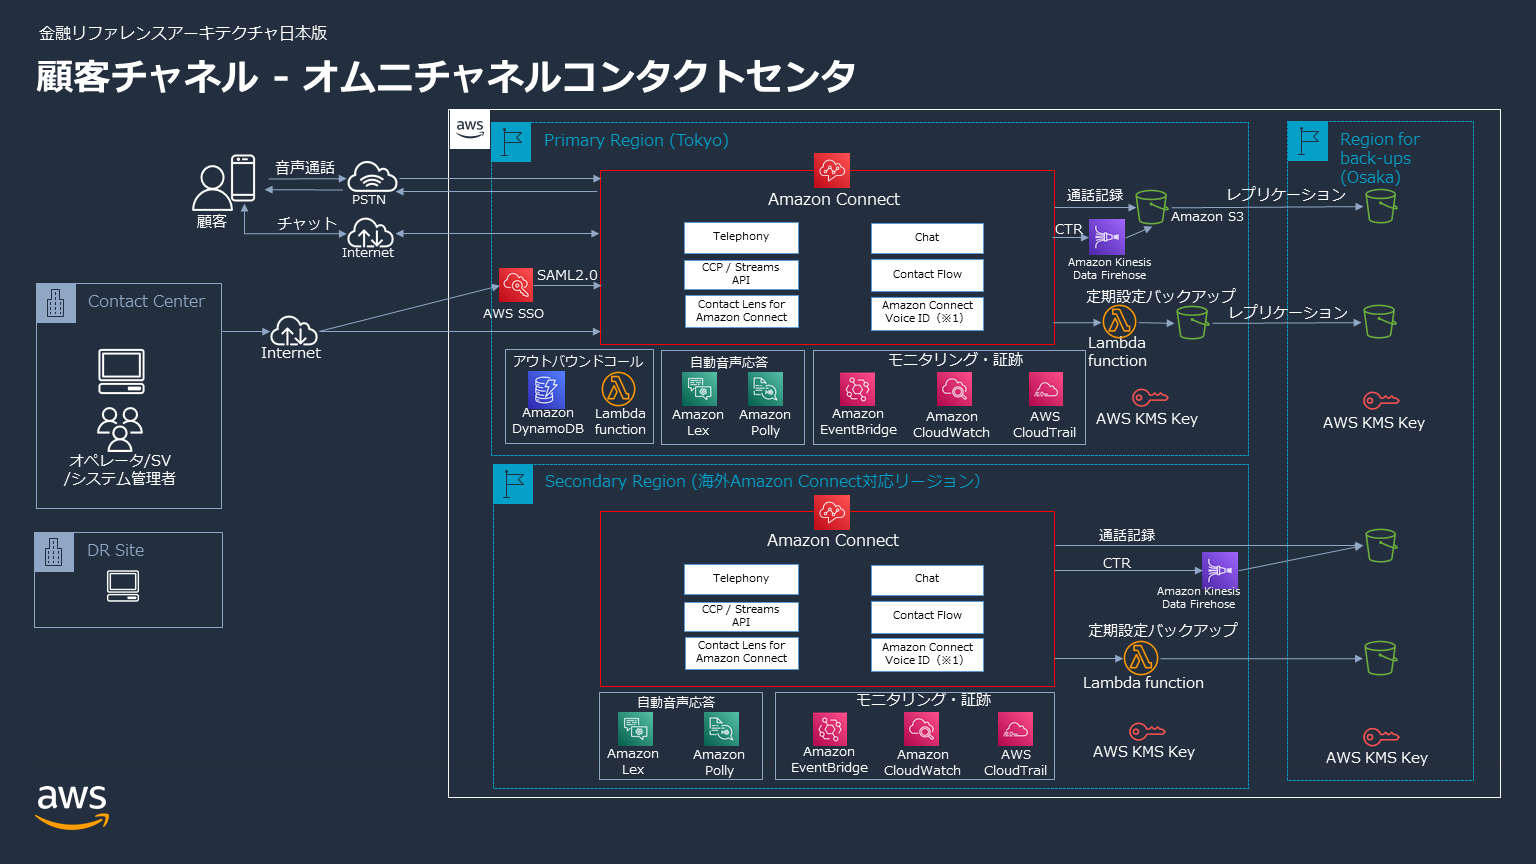 金融リファレンスアーキテクチャ日本版
顧客チャネル - オムニチャネルコンタクトセンタ
aws
Primary Region (Tokyo)
Region for
back-ups
(Osaka)
音声通話
PSTN
顧客
チャット
Internet
Amazon Connect
Telephony
Chat
CCP / Streams
API
Contact Flow
Contact Lens for
Amazon Connect
Amazon Connect
Voice ID（※1）
通話記録
Amazon S3
レプリケーション
CTR
Amazon Kinesis
Data Firehose
SAML2.0
AWS SSO
定期設定バックアップ
レプリケーション
Lambda
function
Contact Center
Internet
オペレータ/SV
/システム管理者
アウトバウンドコール
Amazon
DynamoDB
Lambda
function
自動音声応答
Amazon
Lex
Amazon
Polly
モニタリング・証跡
Amazon
EventBridge
Amazon
CloudWatch
AWS
CloudTrail
AWS KMS Key
AWS KMS Key
DR Site
Secondary Region (海外Amazon Connect対応リージョン）
Amazon Connect
Telephony
Chat
CCP / Streams
API
Contact Flow
Contact Lens for
Amazon Connect
Amazon Connect
Voice ID（※1）
通話記録
CTR
Amazon Kinesis
Data Firehose
定期設定バックアップ
Lambda function
自動音声応答
Amazon
Lex
Amazon
Polly
モニタリング・証跡
Amazon
EventBridge
Amazon
CloudWatch
AWS
CloudTrail
AWS KMS Key
AWS KMS Key
aws